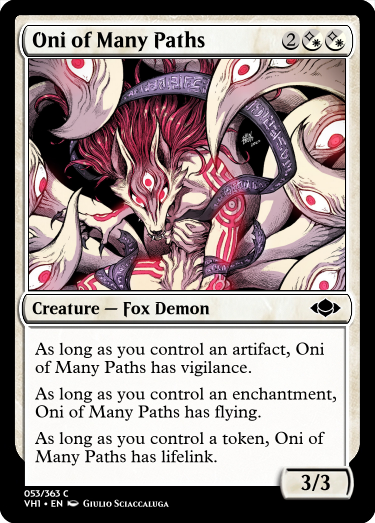 Oni of Many Paths
2
Creature — Fox Demon
As long as you control an artifact, Oni
of Many Paths has vigilance.
As long as you control an enchantment,
Oni of Many Paths has flying.
As long as you control a token, Oni of
Many Paths has lifelink.
3/3
053/363 C
VH1 • EN Giulio Sciaccaluga